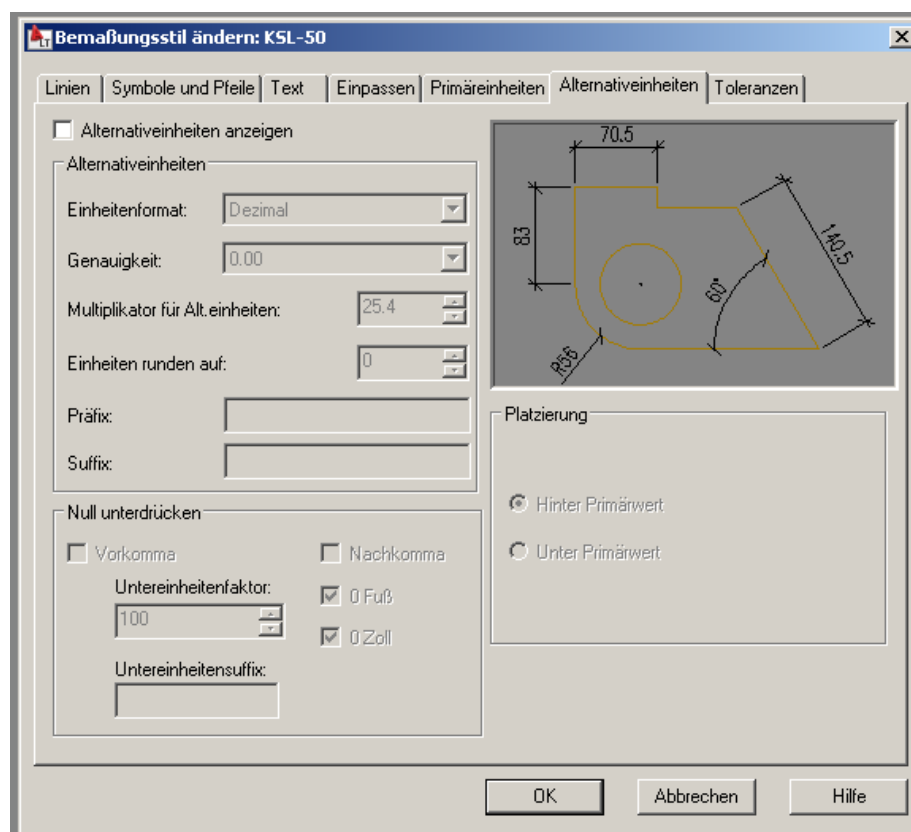 LT Bemaßungsstil ändern: KSL-50
Linien Symbole und Pfeile Text Einpassen Primäreinheiten Alternativeinheiten Toleranzen
Alternativeinheiten anzeigen
Alternativeinheiten
Einheitenformat: Dezimal
Genauigkeit: 0.00
Multiplikator für Alt.einheiten: 25.4
Einheiten runden auf: 0
Präfix:
Suffix:
Null unterdrücken
Vorkomma
Nachkomma
Untereinheitenfaktor:
100
0 Fuß
0 Zoll
Untereinheitensuffix:
70.5
83
140.5
60°
R56
Platzierung
Hinter Primärwert
Unter Primärwert
OK Abbrechen Hilfe